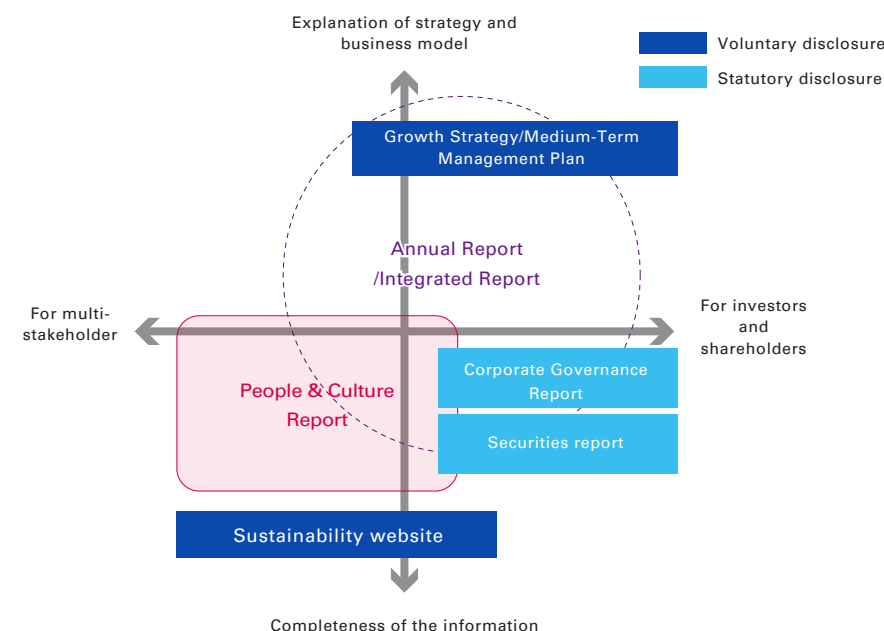 Explanation of strategy and
business model
Voluntary disclosure
Statutory disclosure
Growth Strategy/Medium-Term
Management Plan
Annual Report
/Integrated Report
For multi-
stakeholder
For investors
and
shareholders
Corporate Governance
Report
People & Culture
Report
Securities report
Sustainability website
Completeness of the information